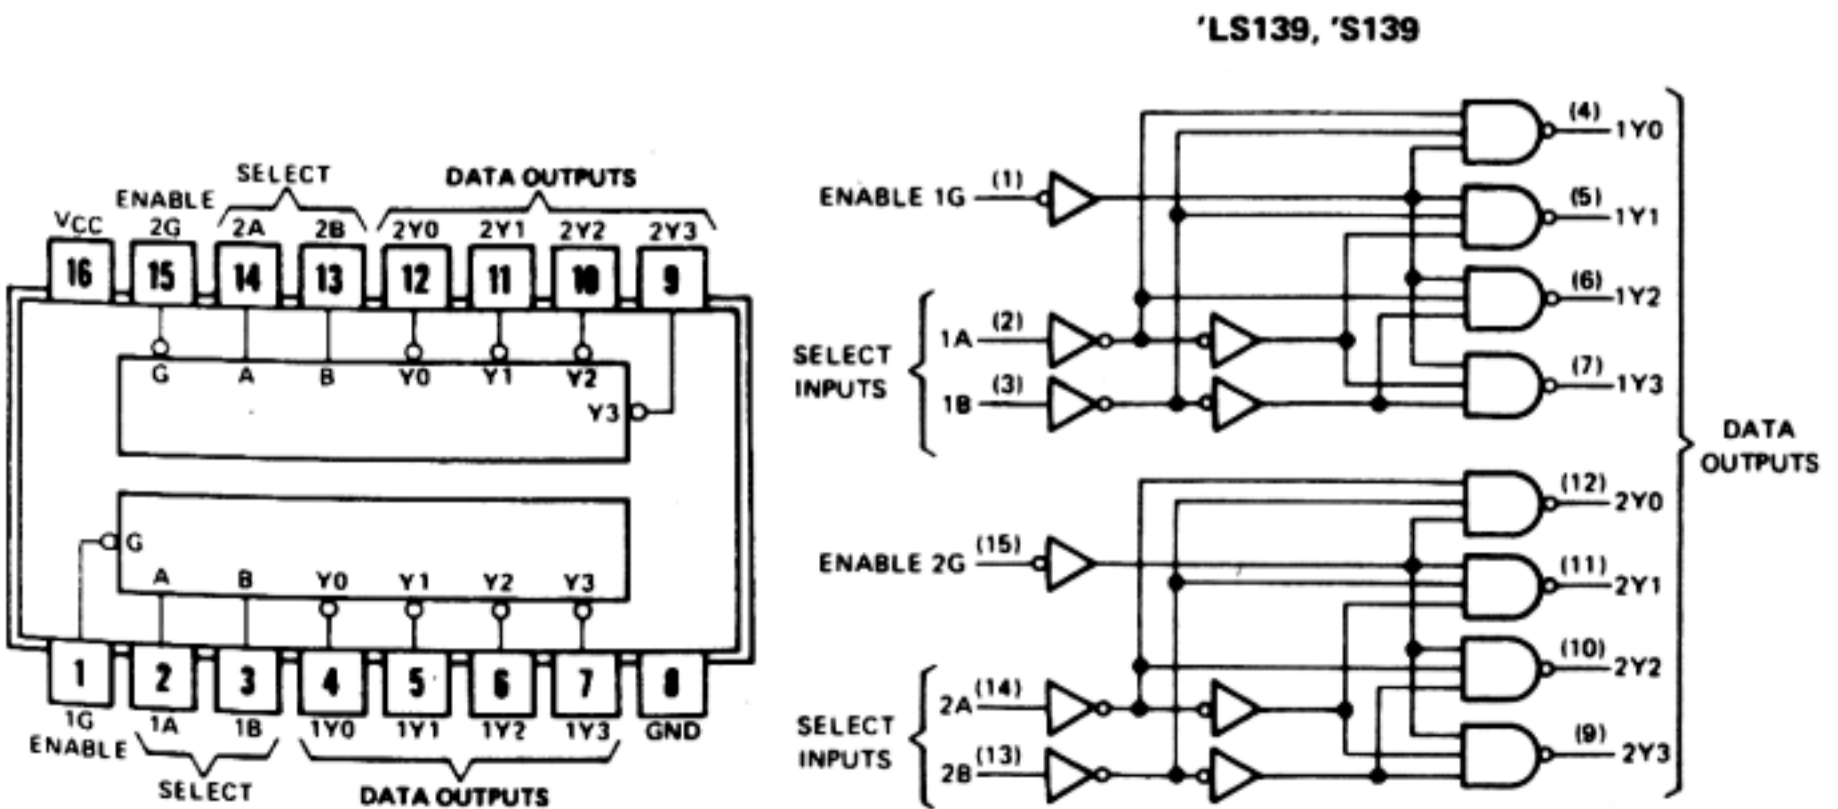 'LS139, 'S139
SELECT
DATA OUTPUTS
ENABLE
VCC 2G 2A 2B 2Y0 2Y1 2Y2 2Y3
16 15 14 13 12 11 10 9
G A B Y0 Y1 Y2
Y3
G
A B Y0 Y1 Y2 Y3
1 2 3 4 5 6 7 8
1G 1A 1B 1Y0 1Y1 1Y2 1Y3 GND
ENABLE
SELECT
DATA OUTPUTS
(4) 1Y0
ENABLE 1G (1)
(5) 1Y1
(6) 1Y2
SELECT INPUTS
1A (2)
1B (3)
(7) 1Y3
DATA OUTPUTS
(12) 2Y0
ENABLE 2G (15)
(11) 2Y1
(10) 2Y2
SELECT INPUTS
2A (14)
2B (13)
(9) 2Y3